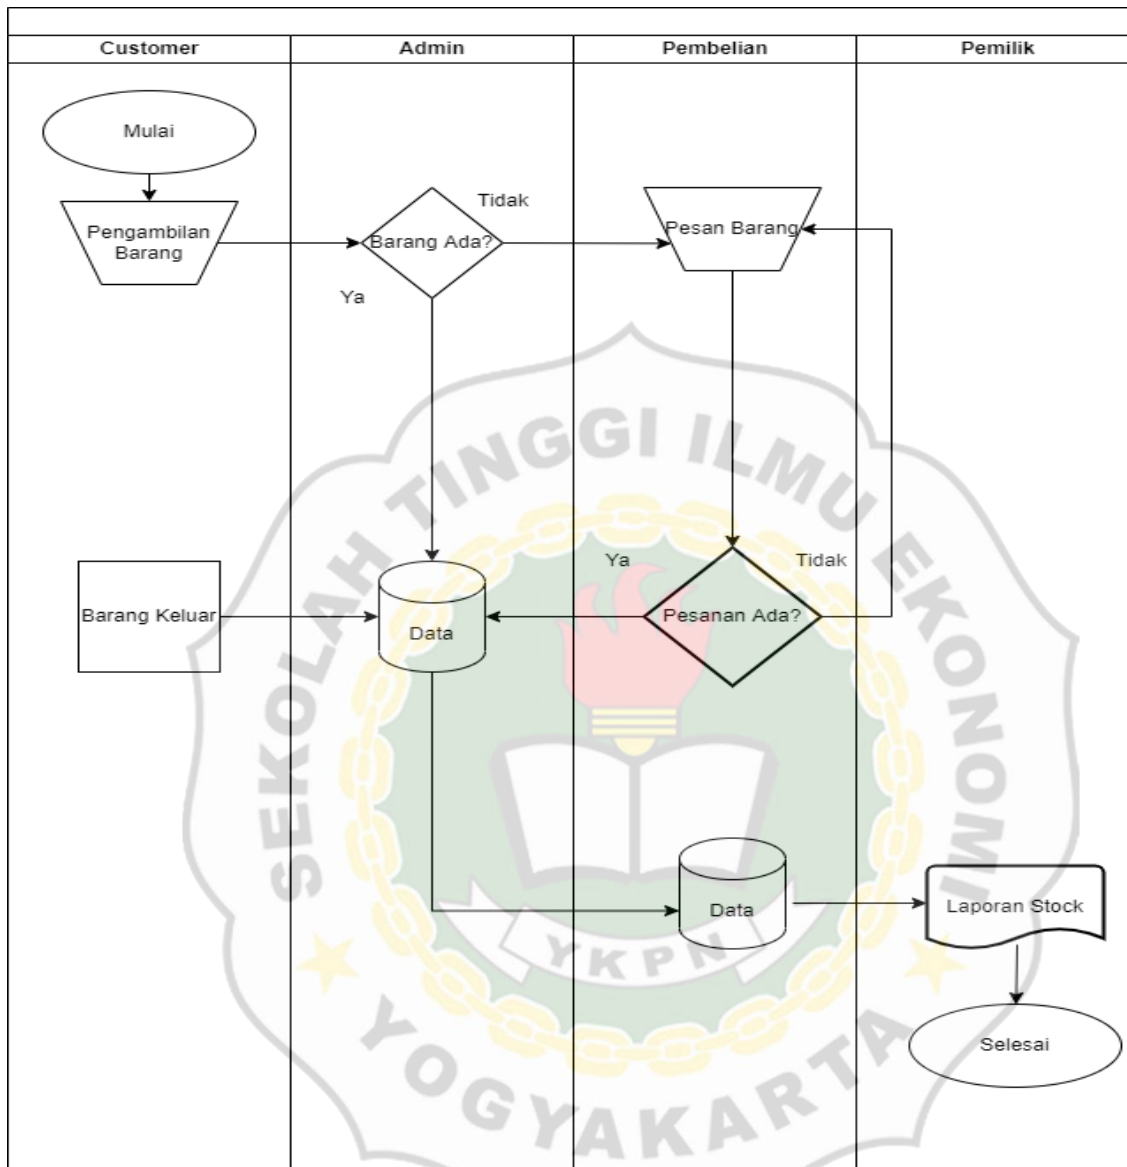 Customer
Admin
Pembelian
Pemilik
Mulai
Pengambilan
Barang
Barang Ada?
Tidak
Ya
Pesan Barang
Barang Keluar
Data
Ya
Pesanan Ada?
Tidak
Data
Laporan Stock
Selesai
SEKOLAH TINGGI ILMU EKONOMI
YKPN
YOGYAKARTA